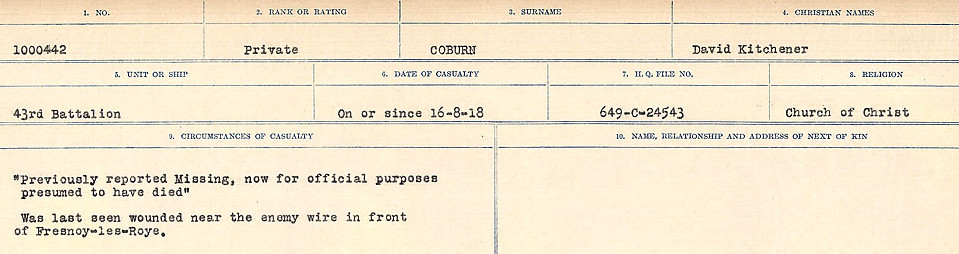 1. NO. 2. RANK OR RATING 3. SURNAME 4. CHRISTIAN NAMES
1000442 Private COBURN David Kitchener
5. UNIT OR SHIP 6. DATE OF CASUALTY 7. H.Q. FILE NO. 8. RELIGION
43rd Battalion On or since 16-8-18 649-C-24543 Church of Christ
9. CIRCUMSTANCES OF CASUALTY 10. NAME, RELATIONSHIP AND ADDRESS OF NEXT OF KIN
"Previously reported Missing, now for official purposes
presumed to have died"
Was last seen wounded near the enemy wire in front
of Fresnoy-les-Roye.